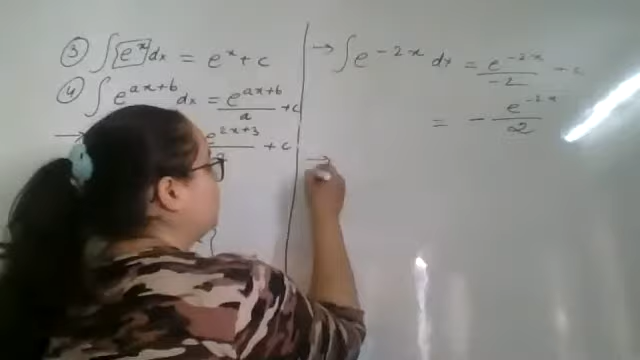 ③ ∫ e^x dx = e^x + c
④ ∫ e^{ax+b} dx = e^{ax+b}/a + c
→ e^{2x+3} + c
→ ∫ e^{-2x} dx = e^{-2x}/-2 - c
= - e^{-2x}/2
→